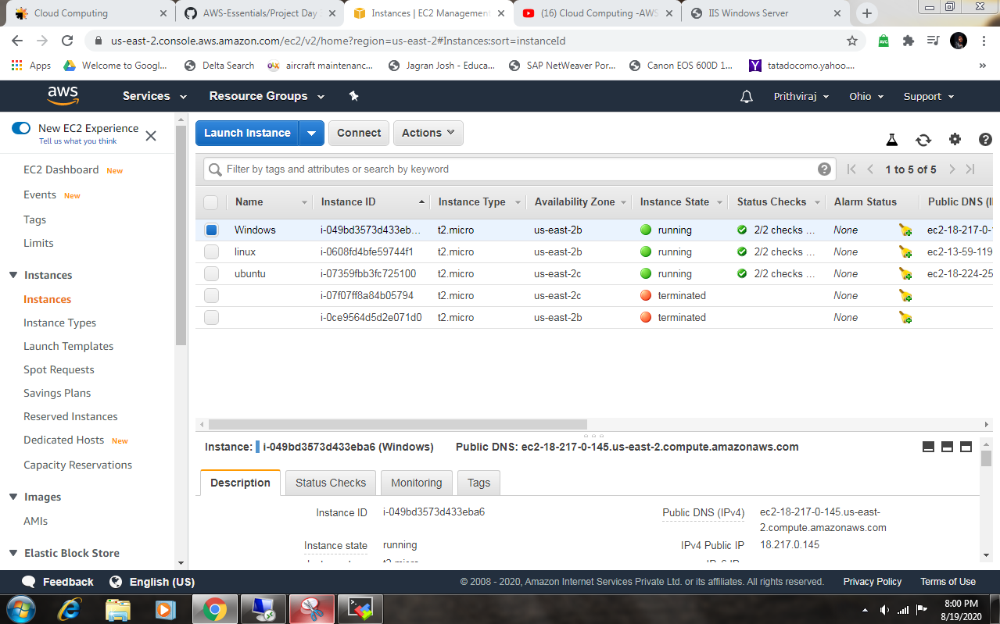 Cloud Computing
AWS-Essentials/Project Day
Instances | EC2 Management
(16) Cloud Computing -AWS
IIS Windows Server
us-east-2.console.aws.amazon.com/ec2/v2/home?region=us-east-2#Instances:sort=instanceId
Apps Welcome to Googl... Delta Search aircraft maintenanc... Jagran Josh - Educa... SAP NetWeaver Por... Canon EOS 600D 1... tatadocomo.yahoo.... »
aws Services Resource Groups Prithviraj Ohio Support
New EC2 Experience
Tell us what you think
EC2 Dashboard New
Events New
Tags
Limits
Instances
Instances
Instance Types
Launch Templates
Spot Requests
Savings Plans
Reserved Instances
Dedicated Hosts New
Capacity Reservations
Images
AMIs
Elastic Block Store
Launch Instance Connect Actions
Filter by tags and attributes or search by keyword 1 to 5 of 5
Name Instance ID Instance Type Availability Zone Instance State Status Checks Alarm Status Public DNS (I
Windows i-049bd3573d433eb... t2.micro us-east-2b running 2/2 checks ... None ec2-18-217-0-
linux i-0608fd4bfe59744f1 t2.micro us-east-2b running 2/2 checks ... None ec2-13-59-119
ubuntu i-07359fbb3fc725100 t2.micro us-east-2c running 2/2 checks ... None ec2-18-224-25
i-07f07ff8a84b05794 t2.micro us-east-2c terminated None
i-0ce9564d5d2e071d0 t2.micro us-east-2b terminated None
Instance: i-049bd3573d433eba6 (Windows) Public DNS: ec2-18-217-0-145.us-east-2.compute.amazonaws.com
Description Status Checks Monitoring Tags
Instance ID i-049bd3573d433eba6 Public DNS (IPv4) ec2-18-217-0-145.us-east-
2.compute.amazonaws.com
Instance state running IPv4 Public IP 18.217.0.145
Feedback English (US) © 2008 - 2020, Amazon Internet Services Private Ltd. or its affiliates. All rights reserved. Privacy Policy Terms of Use
8:00 PM
8/19/2020